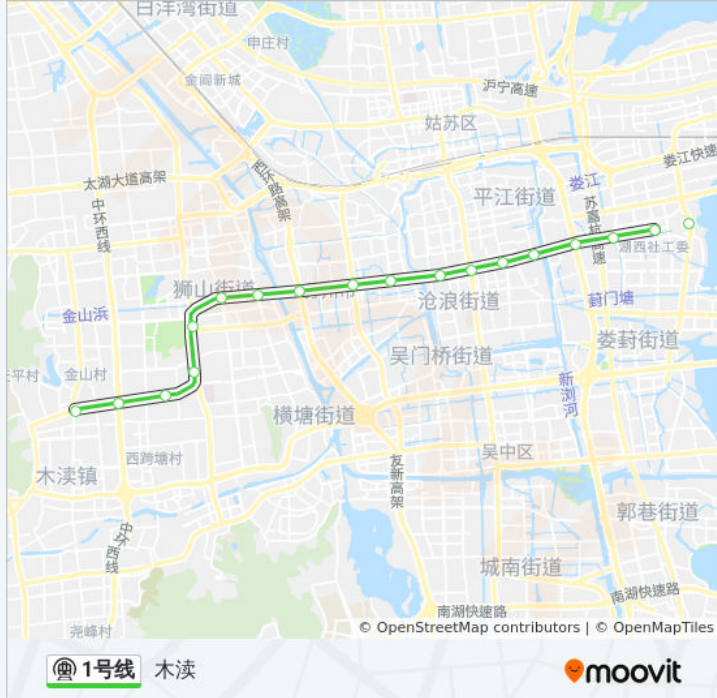 日洋湾街道
申庄村
金阊新城
沪宁高速
姑苏区
娄江快速
太湖大道高架
西环路高架
平江街道
娄江
中环西线
苏嘉杭高速
湖西社工委
狮山街道
沧浪街道
葑门塘
金山浜
娄葑街道
吴门桥街道
金山村
新浏河
横塘街道
吴中区
西跨塘村
木渎镇
友新高架
郭巷街道
中环西线
城南街道
南湖快速路
南湖快速路
尧峰村
© OpenStreetMap contributors | © OpenMapTiles
1号线 木渎
moovit